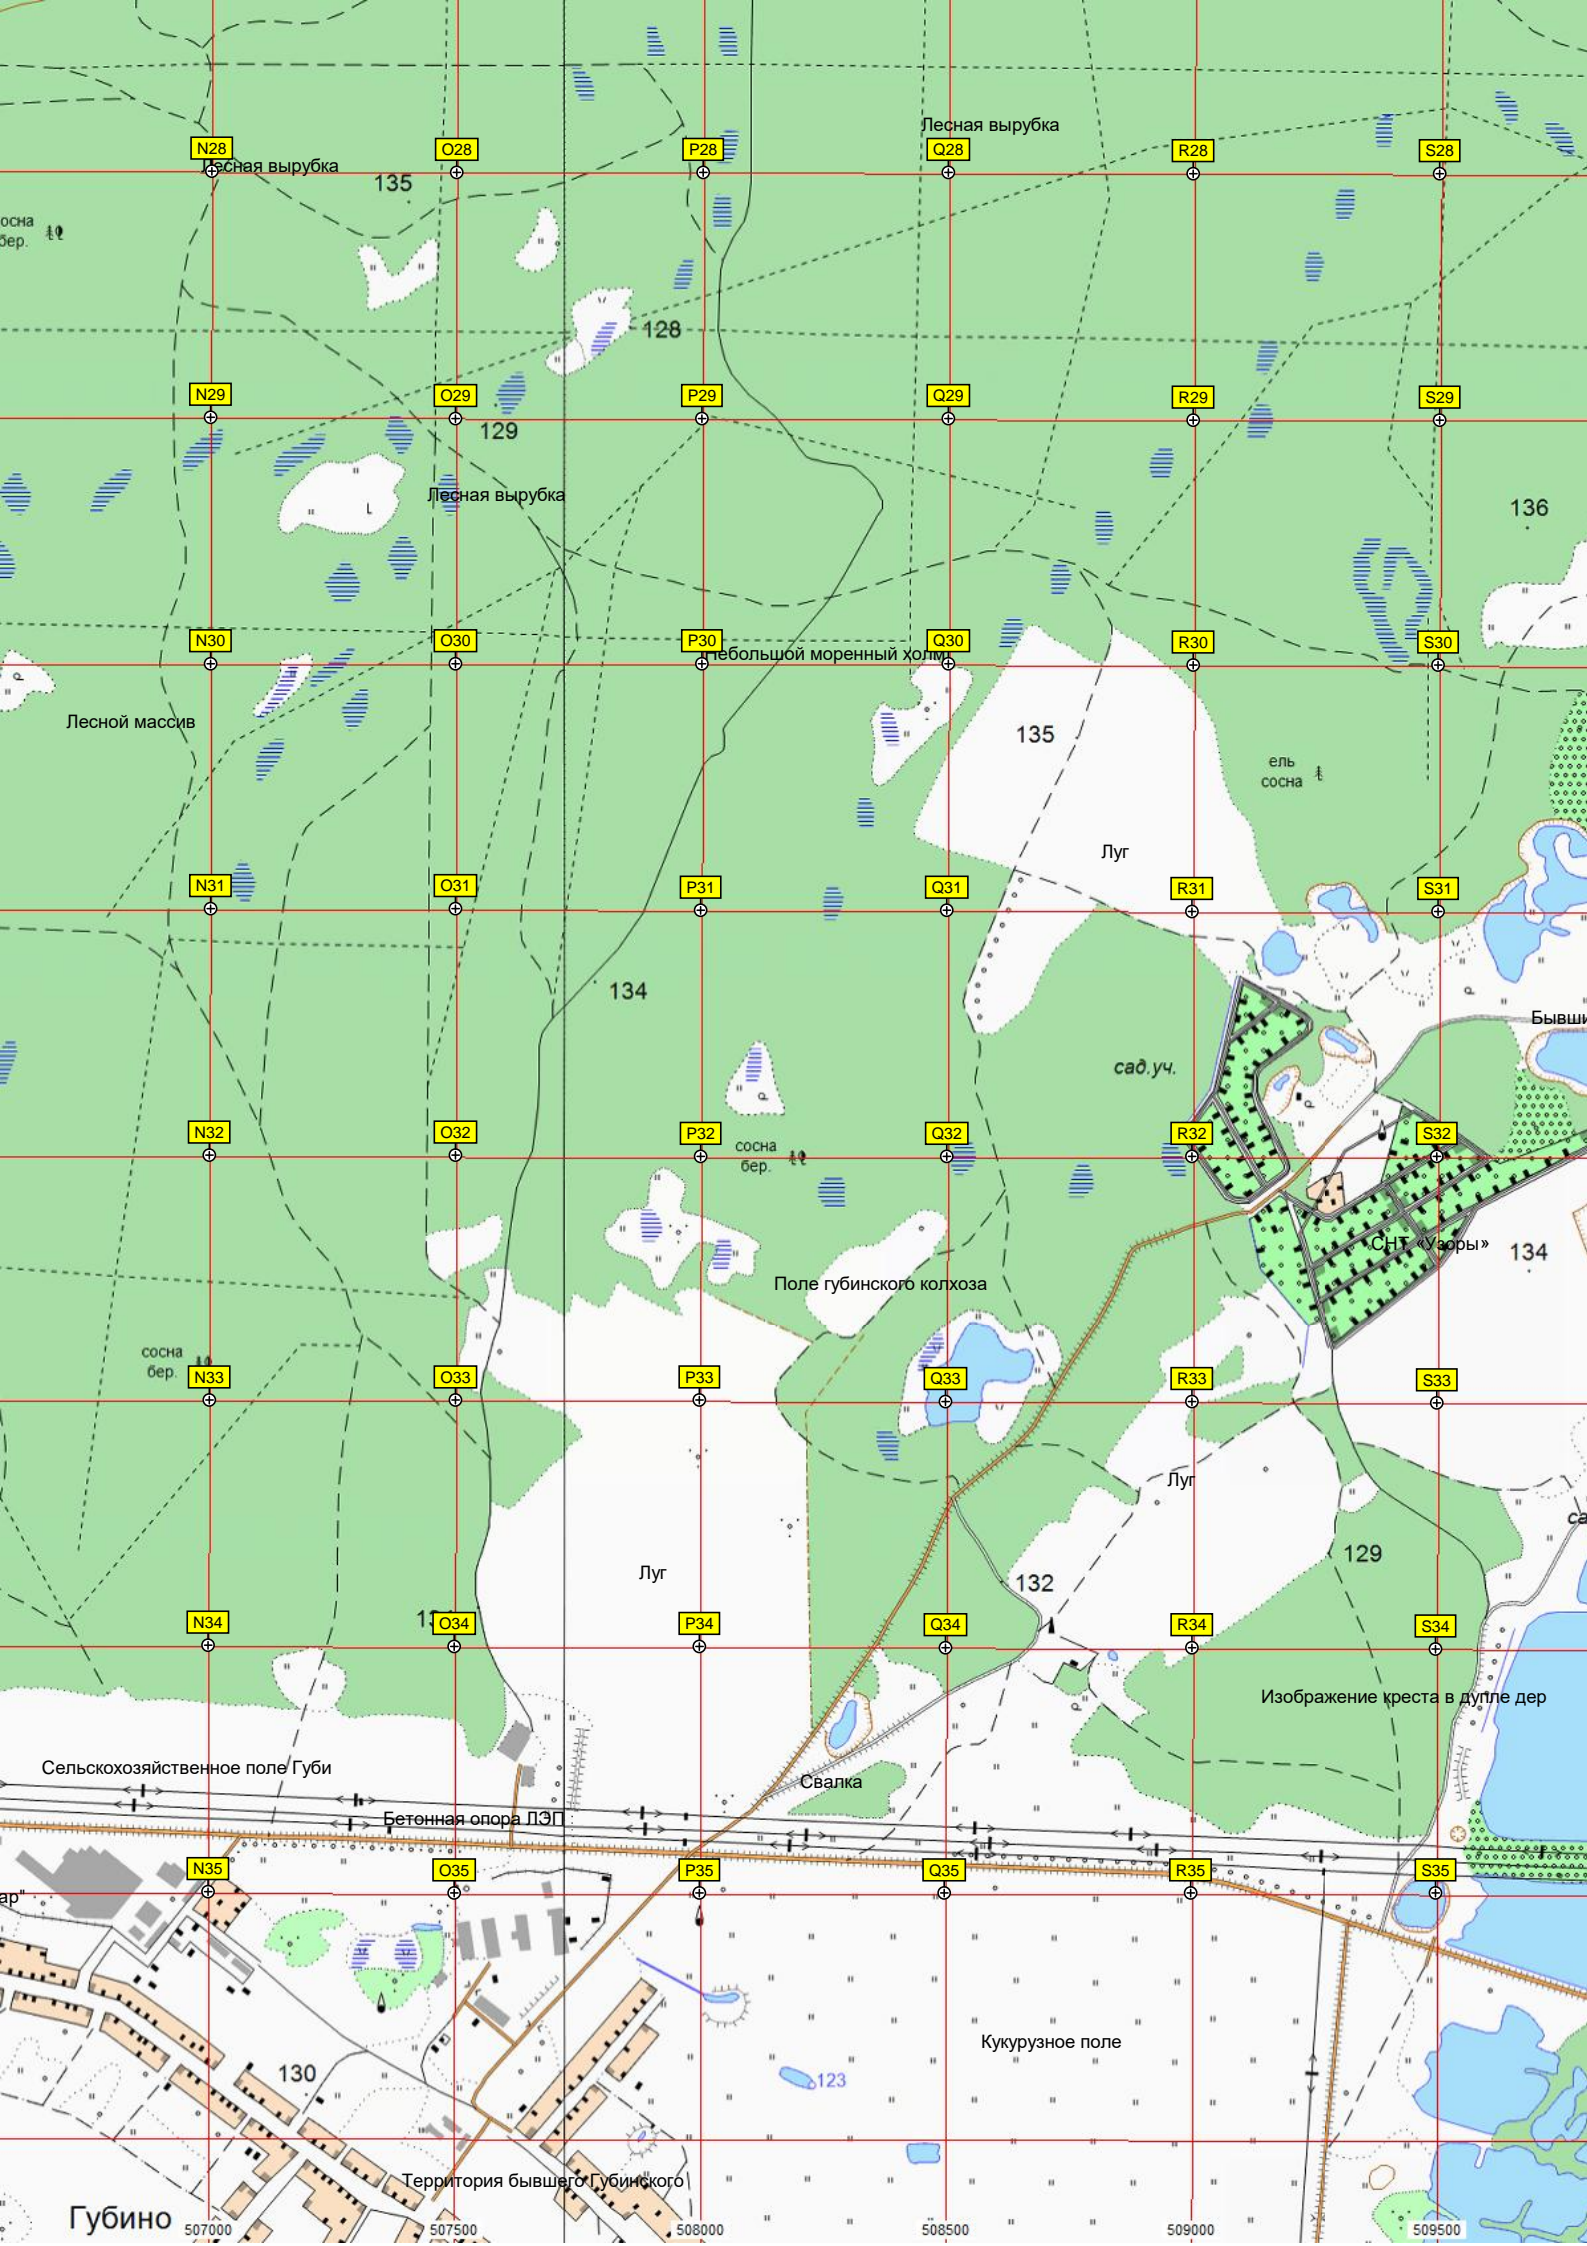 Лесная вырубка
N28
O28
P28
Q28
R28
S28
Лесная вырубка
135
осна
бер.
128
N29
O29
P29
Q29
R29
S29
129
Лесная вырубка
136
N30
O30
P30
Q30
R30
S30
Небольшой моренный холм
Лесной массив
135
ель
сосна
Луг
N31
O31
P31
Q31
R31
S31
134
Бывши
сад.уч.
N32
O32
P32
Q32
R32
S32
сосна
бер.
СНТ «Узоры»
134
Поле губинского колхоза
сосна
бер.
N33
O33
P33
Q33
R33
S33
Луг
са
129
Луг
132
N34
O34
P34
Q34
R34
S34
Изображение креста в дупле дер
Сельскохозяйственное поле Губи
Свалка
Бетонная опора ЛЭП
N35
O35
P35
Q35
R35
S35
ар"
Кукурузное поле
130
123
Территория бывшего Губинского
Губино
507000
507500
508000
508500
509000
509500